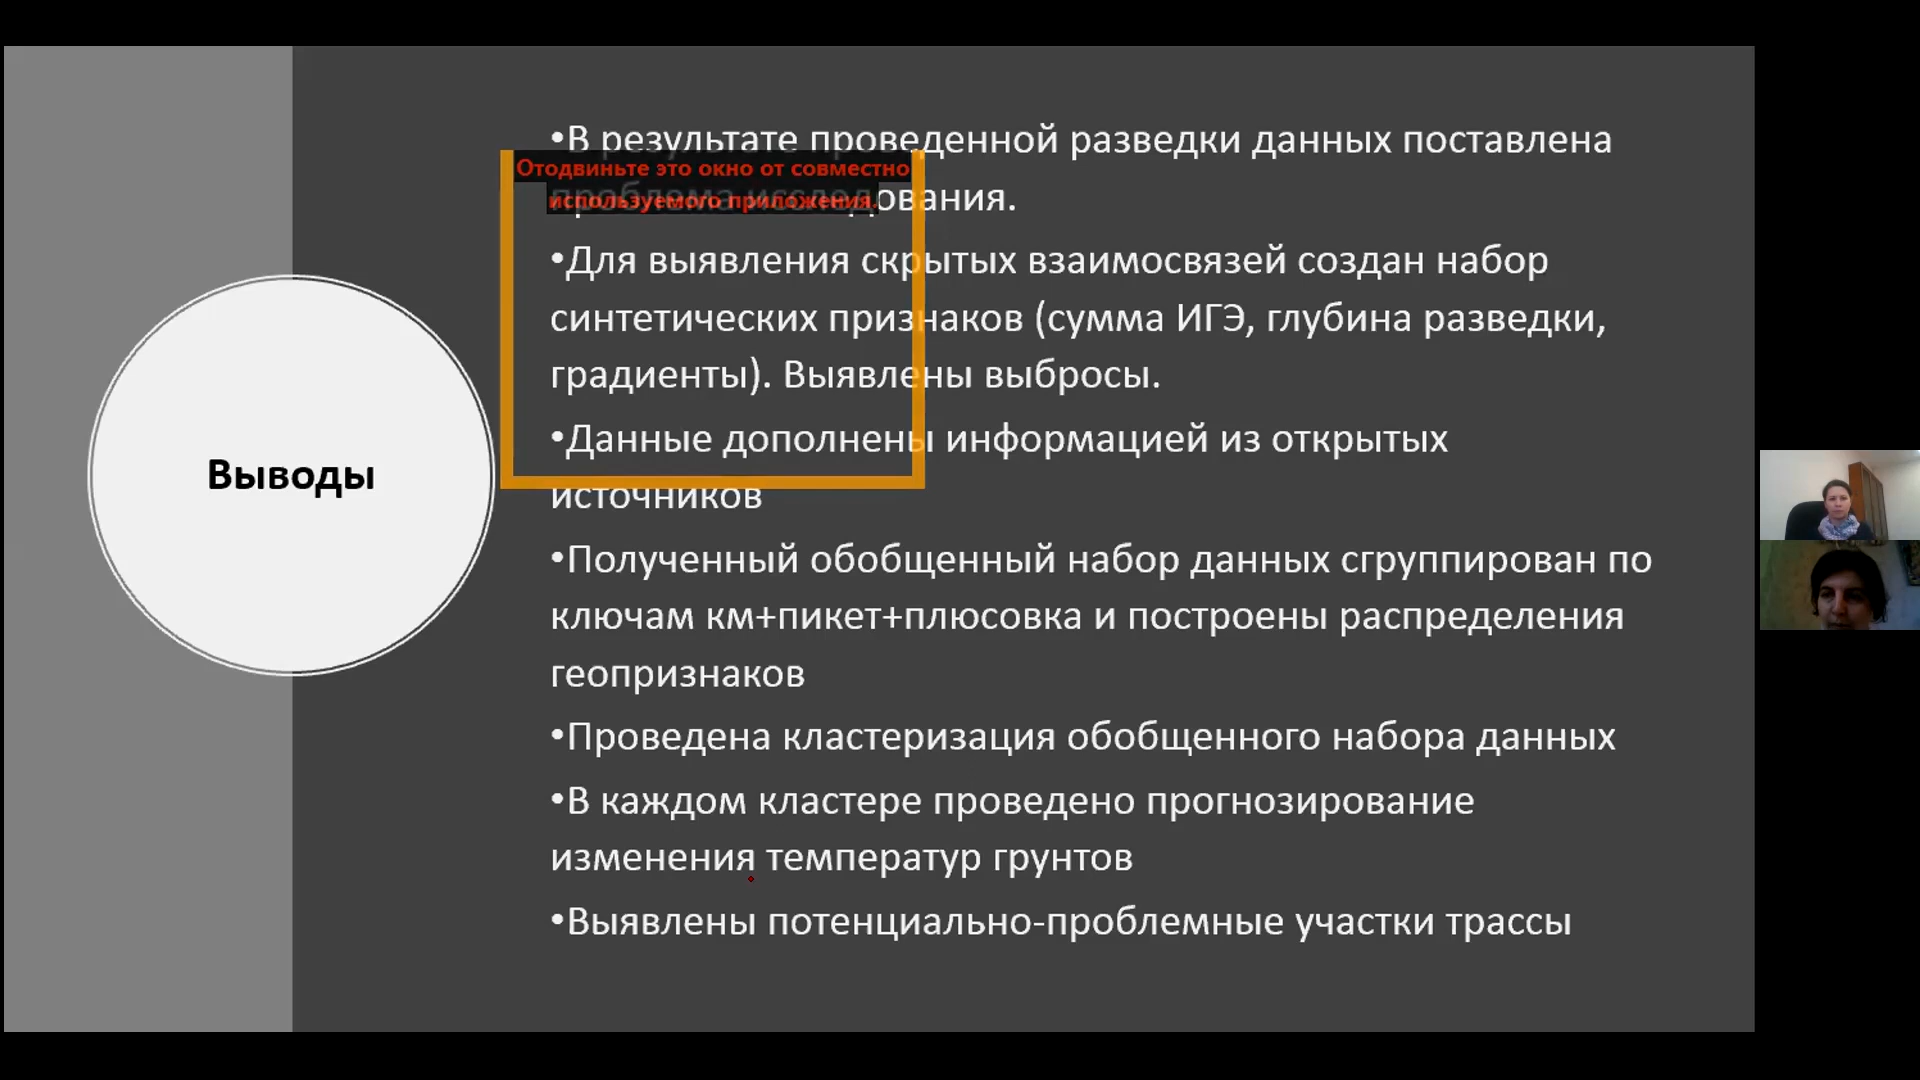 Выводы
•В результате проведенной разведки данных поставлена
Отодвиньте это окно от совместно
проблема исследования.
используемого приложения.
•Для выявления скрытых взаимосвязей создан набор
синтетических признаков (сумма ИГЭ, глубина разведки,
градиенты). Выявлены выбросы.
•Данные дополнены информацией из открытых
источников
•Полученный обобщенный набор данных сгруппирован по
ключам км+пикет+плюсовка и построены распределения
геопризнаков
•Проведена кластеризация обобщенного набора данных
•В каждом кластере проведено прогнозирование
изменения температур грунтов
•Выявлены потенциально-проблемные участки трассы